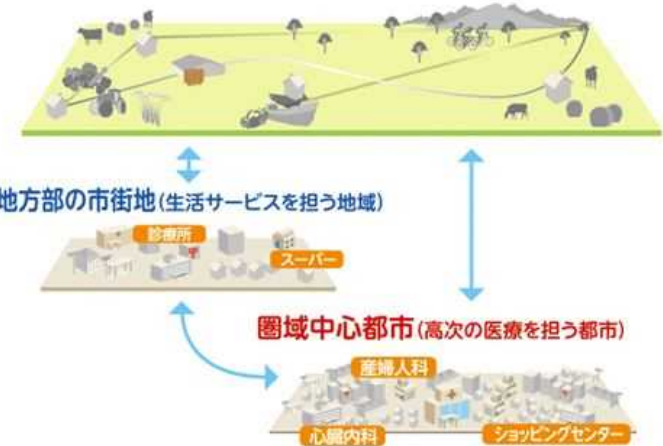 地方部の市街地(生活サービスを担う地域)
診療所
スーパー
圏域中心都市(高次の医療を担う都市)
産婦人科
心臓内科
ショッピングセンター